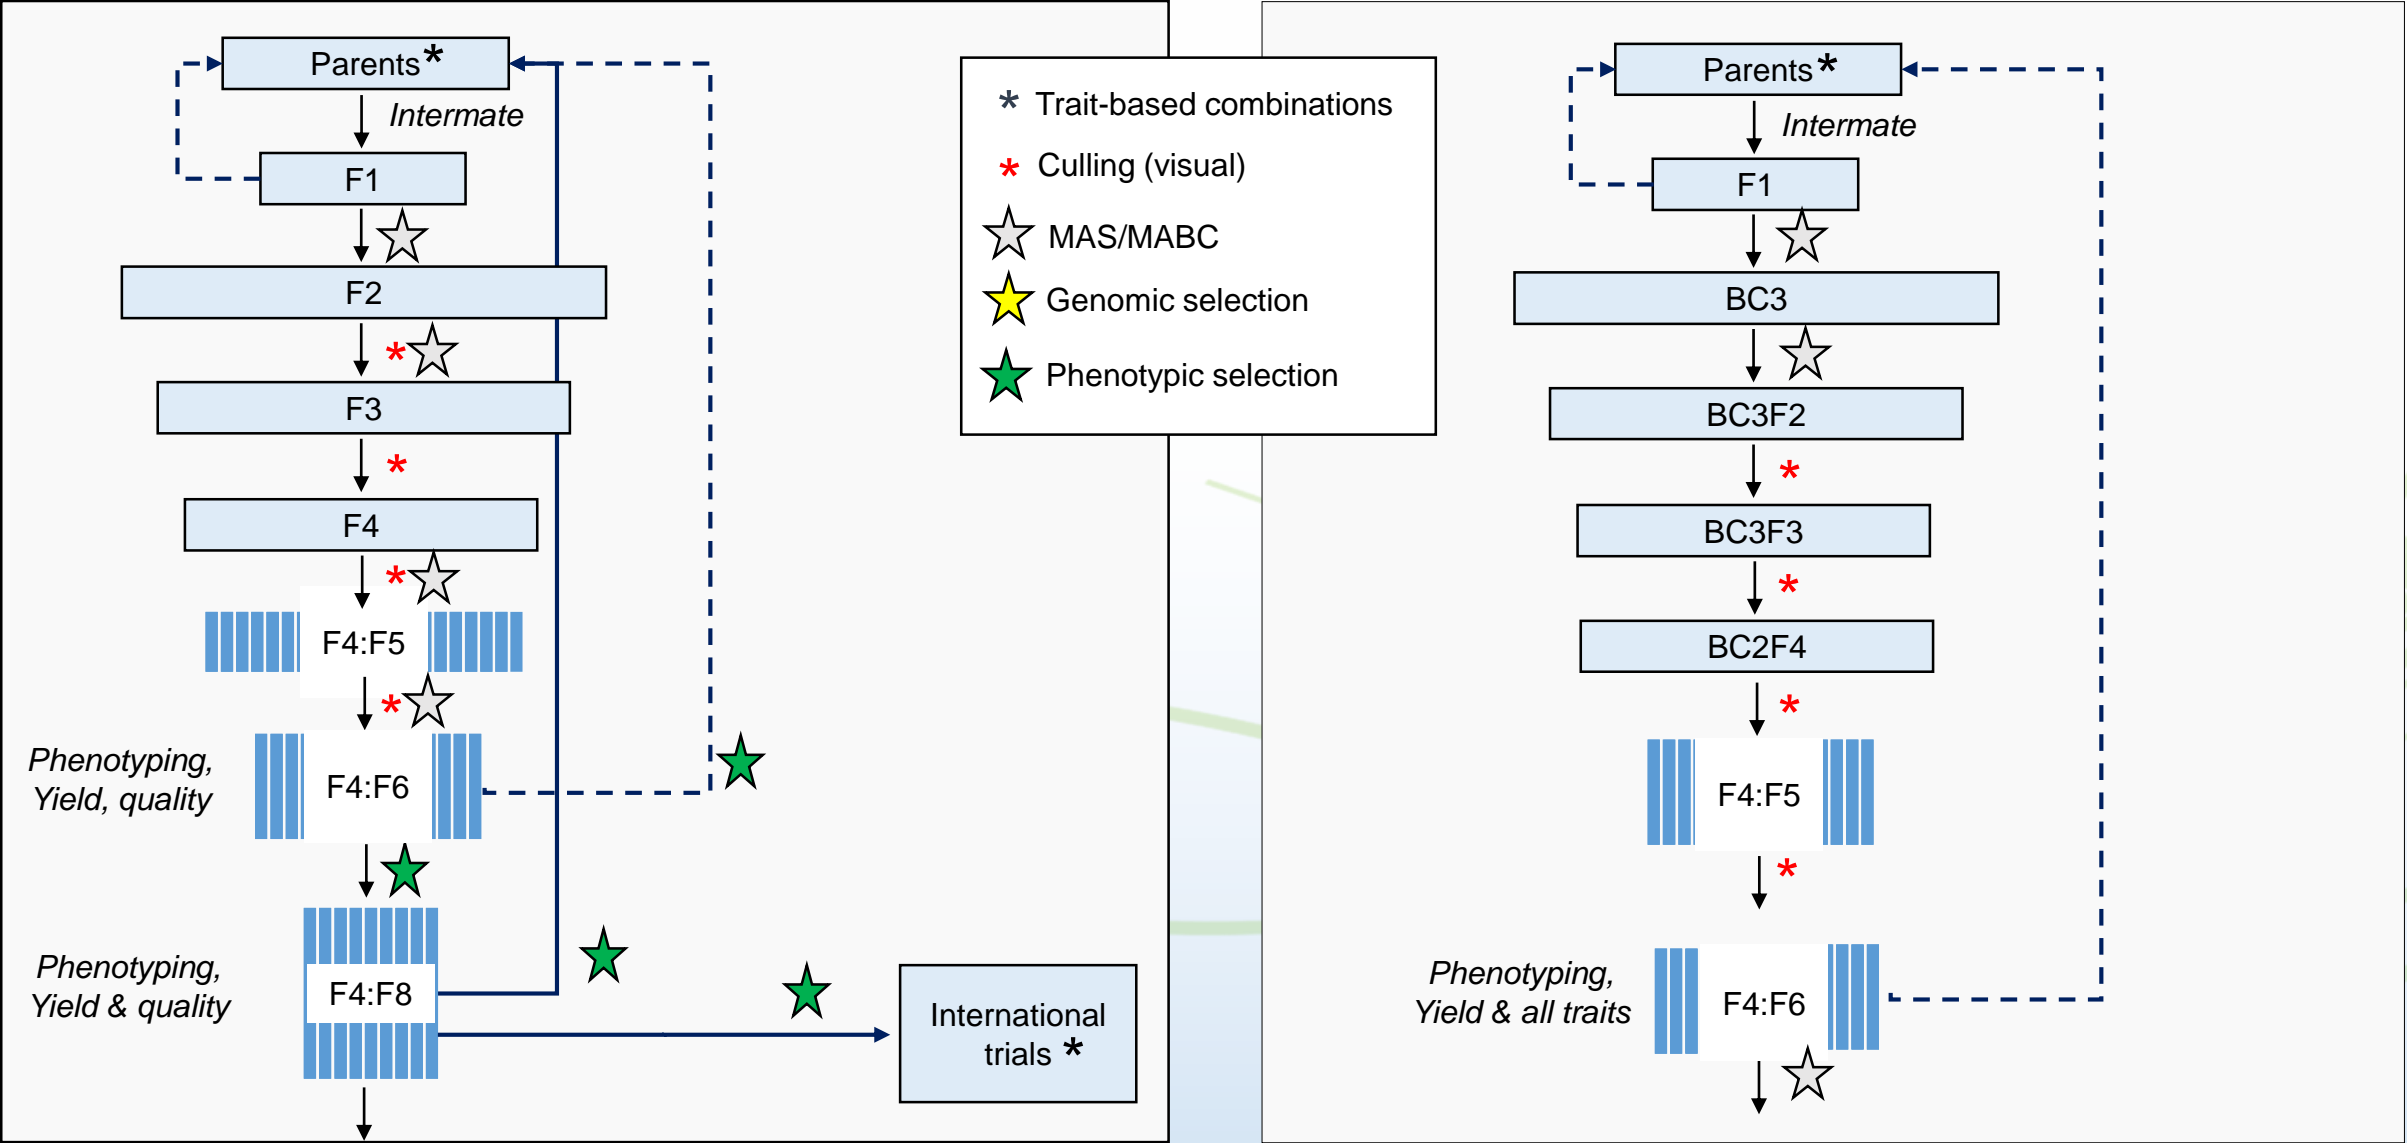 Parents*
Intermate
F1
F2
*
F3
*
F4
*
F4:F5
*
Phenotyping,
Yield, quality
F4:F6
Phenotyping,
Yield & quality
F4:F8
International
trials *
* Trait-based combinations
* Culling (visual)
MAS/MABC
Genomic selection
Phenotypic selection
Parents*
Intermate
F1
BC3
BC3F2
*
BC3F3
*
BC2F4
*
F4:F5
*
Phenotyping,
Yield & all traits
F4:F6